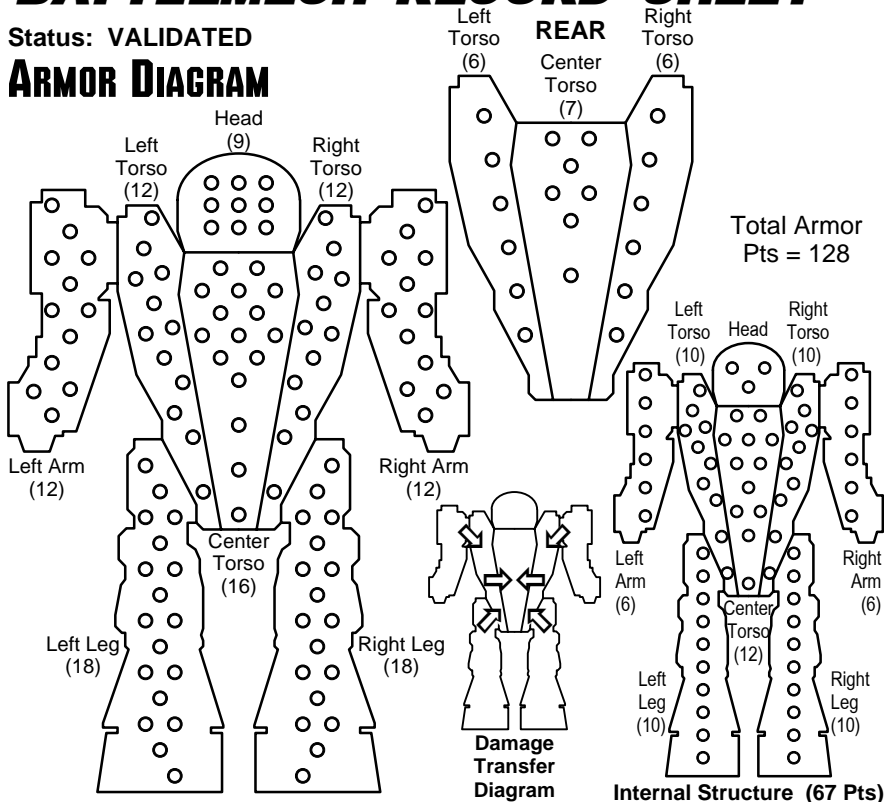 BATTLEMECH RECORD SHEET
Status: VALIDATED
ARMOR DIAGRAM
Head
(9)
Left
Torso
(12)
Right
Torso
(12)
Left Arm
(12)
Right Arm
(12)
Center
Torso
(16)
Left Leg
(18)
Right Leg
(18)
Left
Torso
(6)
REAR
Center
Torso
(7)
Right
Torso
(6)
Total Armor
Pts = 128
Left
Torso
(10)
Head
Right
Torso
(10)
Left
Arm
(6)
Right
Arm
(6)
Center
Torso
(12)
Left
Leg
(10)
Right
Leg
(10)
Damage
Transfer
Diagram
Internal Structure (67 Pts)